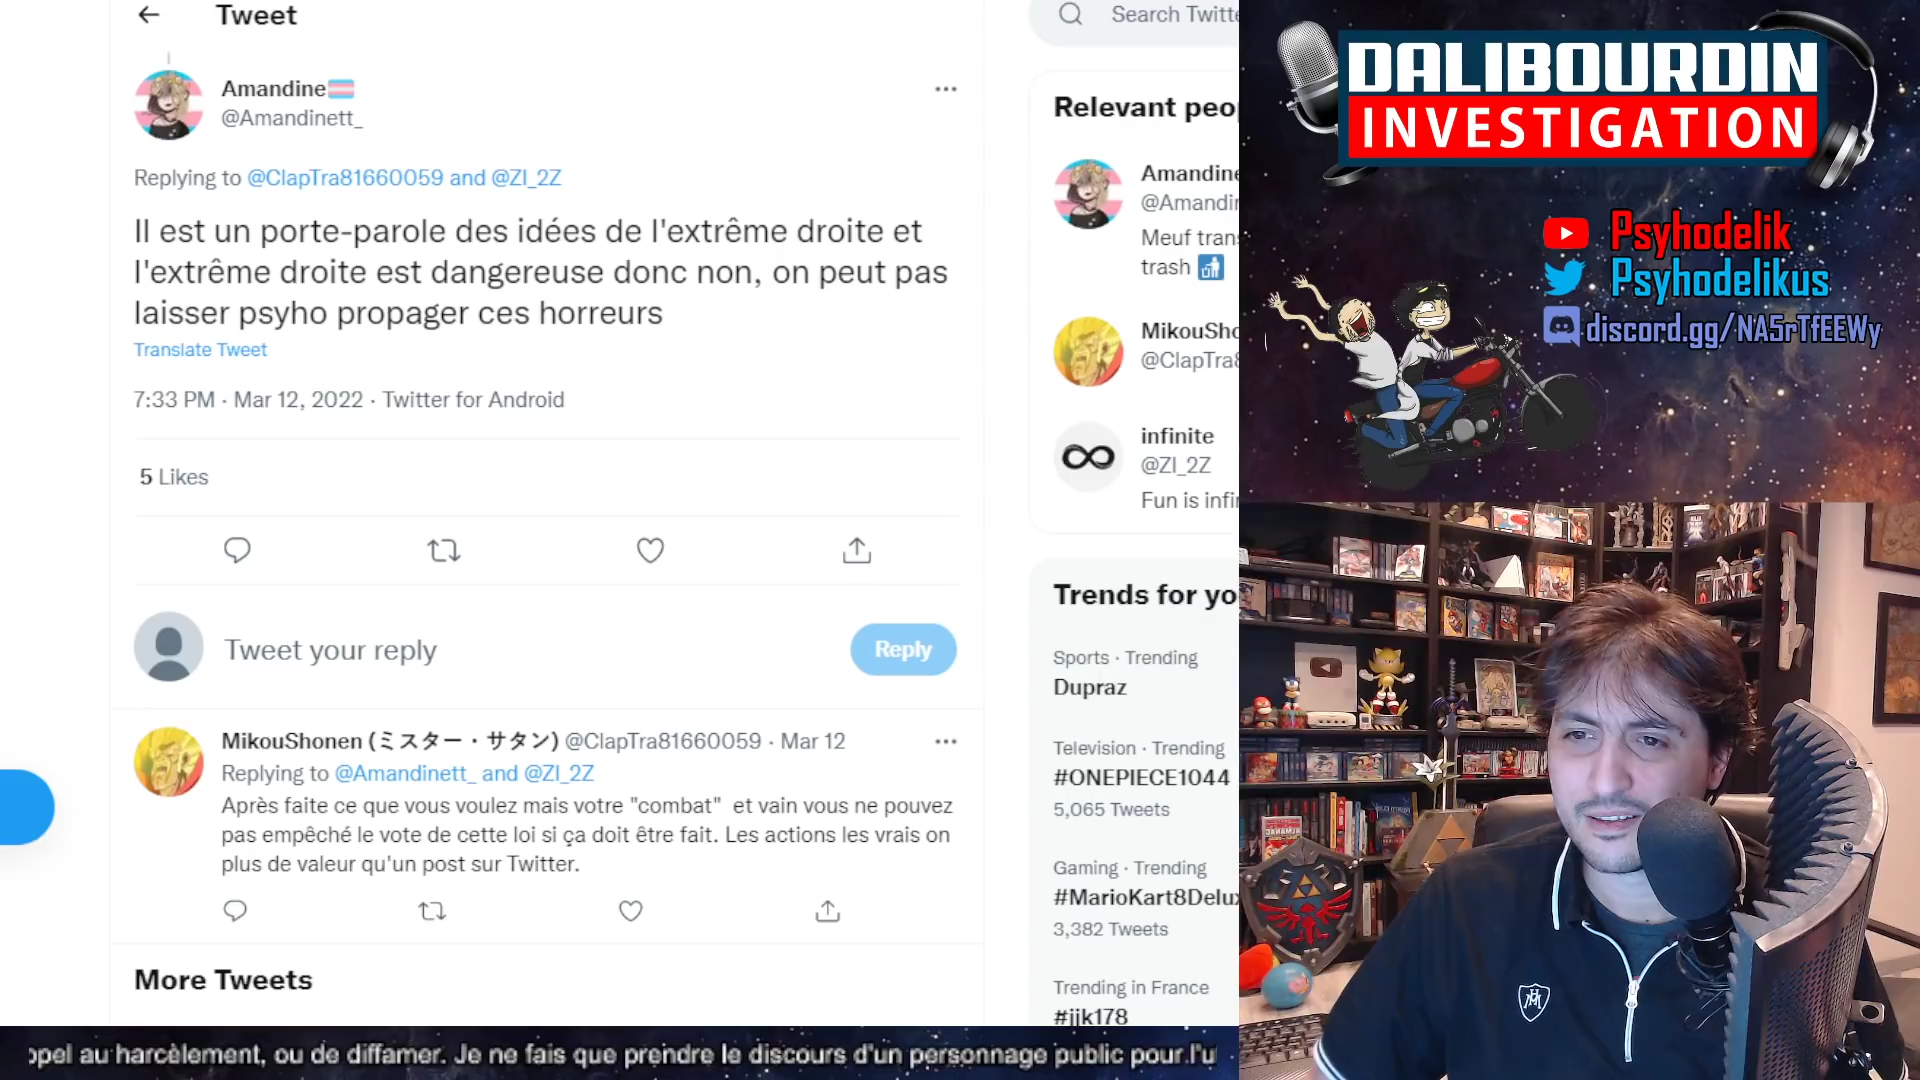 Tweet
Search Twitte
Amandine
@Amandinett_
Replying to @ClapTra81660059 and @ZI_2Z
Il est un porte-parole des idées de l'extrême droite et
l'extrême droite est dangereuse donc non, on peut pas
laisser psyho propager ces horreurs
Translate Tweet
7:33 PM · Mar 12, 2022 · Twitter for Android
5 Likes
Tweet your reply
Reply
MikouShonen (ミスター・サタン) @ClapTra81660059 · Mar 12
Replying to @Amandinett_ and @ZI_2Z
Après faite ce que vous voulez mais votre "combat" et vain vous ne pouvez
pas empêché le vote de cette loi si ça doit être fait. Les actions les vrais on
plus de valeur qu'un post sur Twitter.
More Tweets
Relevant peop
Amandine
@Amandin
Meuf trans
trash
MikouSho
@ClapTra8
infinite
@ZI_2Z
Fun is infin
Trends for yo
Sports · Trending
Dupraz
Television · Trending
#ONEPIECE1044
5,065 Tweets
Gaming · Trending
#MarioKart8Delux
3,382 Tweets
Trending in France
#jjk178
DALIBOURDIN
INVESTIGATION
Psyhodelik
Psyhodelikus
discord.gg/NA5rTfEEWy
ppel au harcèlement, ou de diffamer. Je ne fais que prendre le discours d'un personnage public pour l'u